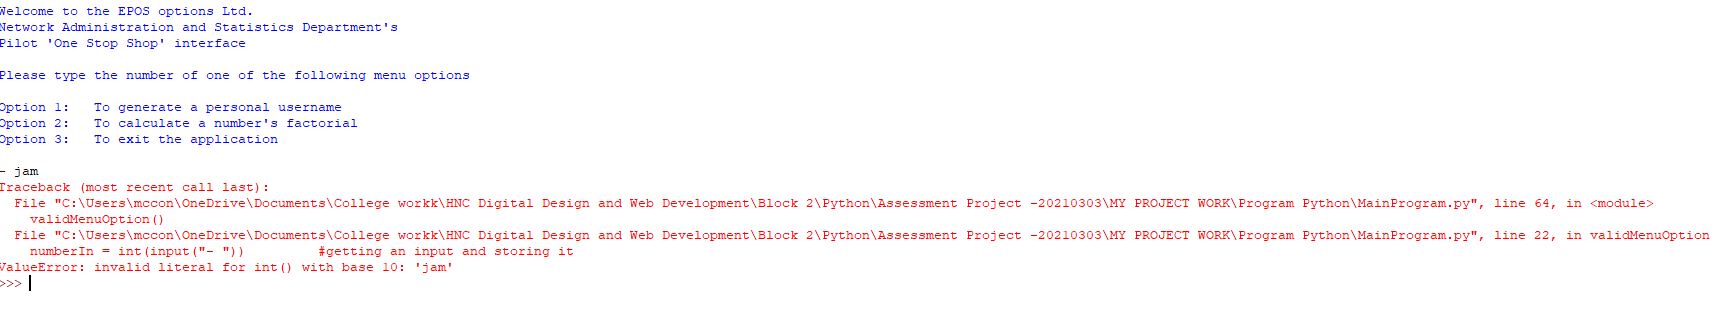 Welcome to the EPOS options Ltd.
Network Administration and Statistics Department's
Pilot 'One Stop Shop' interface
Please type the number of one of the following menu options
Option 1:   To generate a personal username
Option 2:   To calculate a number's factorial
Option 3:   To exit the application
- jam
Traceback (most recent call last):
  File "C:\Users\mccon\OneDrive\Documents\College workk\HNC Digital Design and Web Development\Block 2\Python\Assessment Project -20210303\MY PROJECT WORK\Program Python\MainProgram.py", line 64, in <module>
    validMenuOption()
  File "C:\Users\mccon\OneDrive\Documents\College workk\HNC Digital Design and Web Development\Block 2\Python\Assessment Project -20210303\MY PROJECT WORK\Program Python\MainProgram.py", line 22, in validMenuOption
    numberIn = int(input("- "))         #getting an input and storing it
ValueError: invalid literal for int() with base 10: 'jam'
>>>